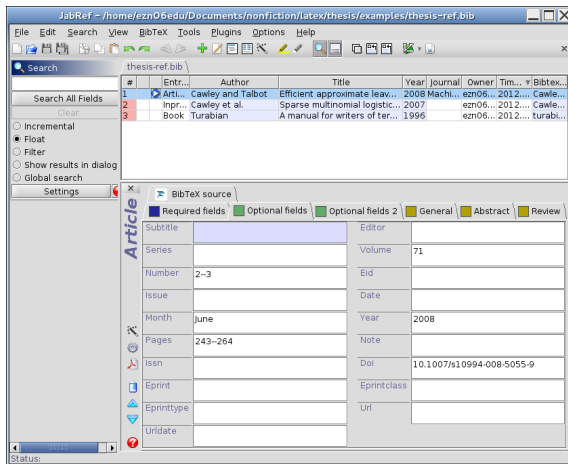 JabRef – /home/ezn06edu/Documents/nonfiction/latex/thesis/examples/thesis-ref.bib
File Edit Search View BibTeX Tools Plugins Options Help
Search
thesis-ref.bib
# Entr... Author Title Year Journal Owner Tim... Bibtex...
1 Arti... Cawley and Talbot Efficient approximate leav... 2008 Machi... ezn06... 2012.... Cawle...
2 Inpr... Cawley et al. Sparse multinomial logistic... 2007 ezn06... 2012.... Cawle...
3 Book Turabian A manual for writers of ter... 1996 ezn06... 2012.... turabi...
Search All Fields
Clear
Incremental
Float
Filter
Show results in dialog
Global search
Settings
Article
BibTeX source
Required fields Optional fields Optional fields 2 General Abstract Review
Subtitle Editor
Series Volume 71
Number 2--3 Eid
Issue Date
Month June Year 2008
Pages 243--264 Note
Issn Doi 10.1007/s10994-008-5055-9
Eprint Eprintclass
Eprinttype Url
Urldate
Status: